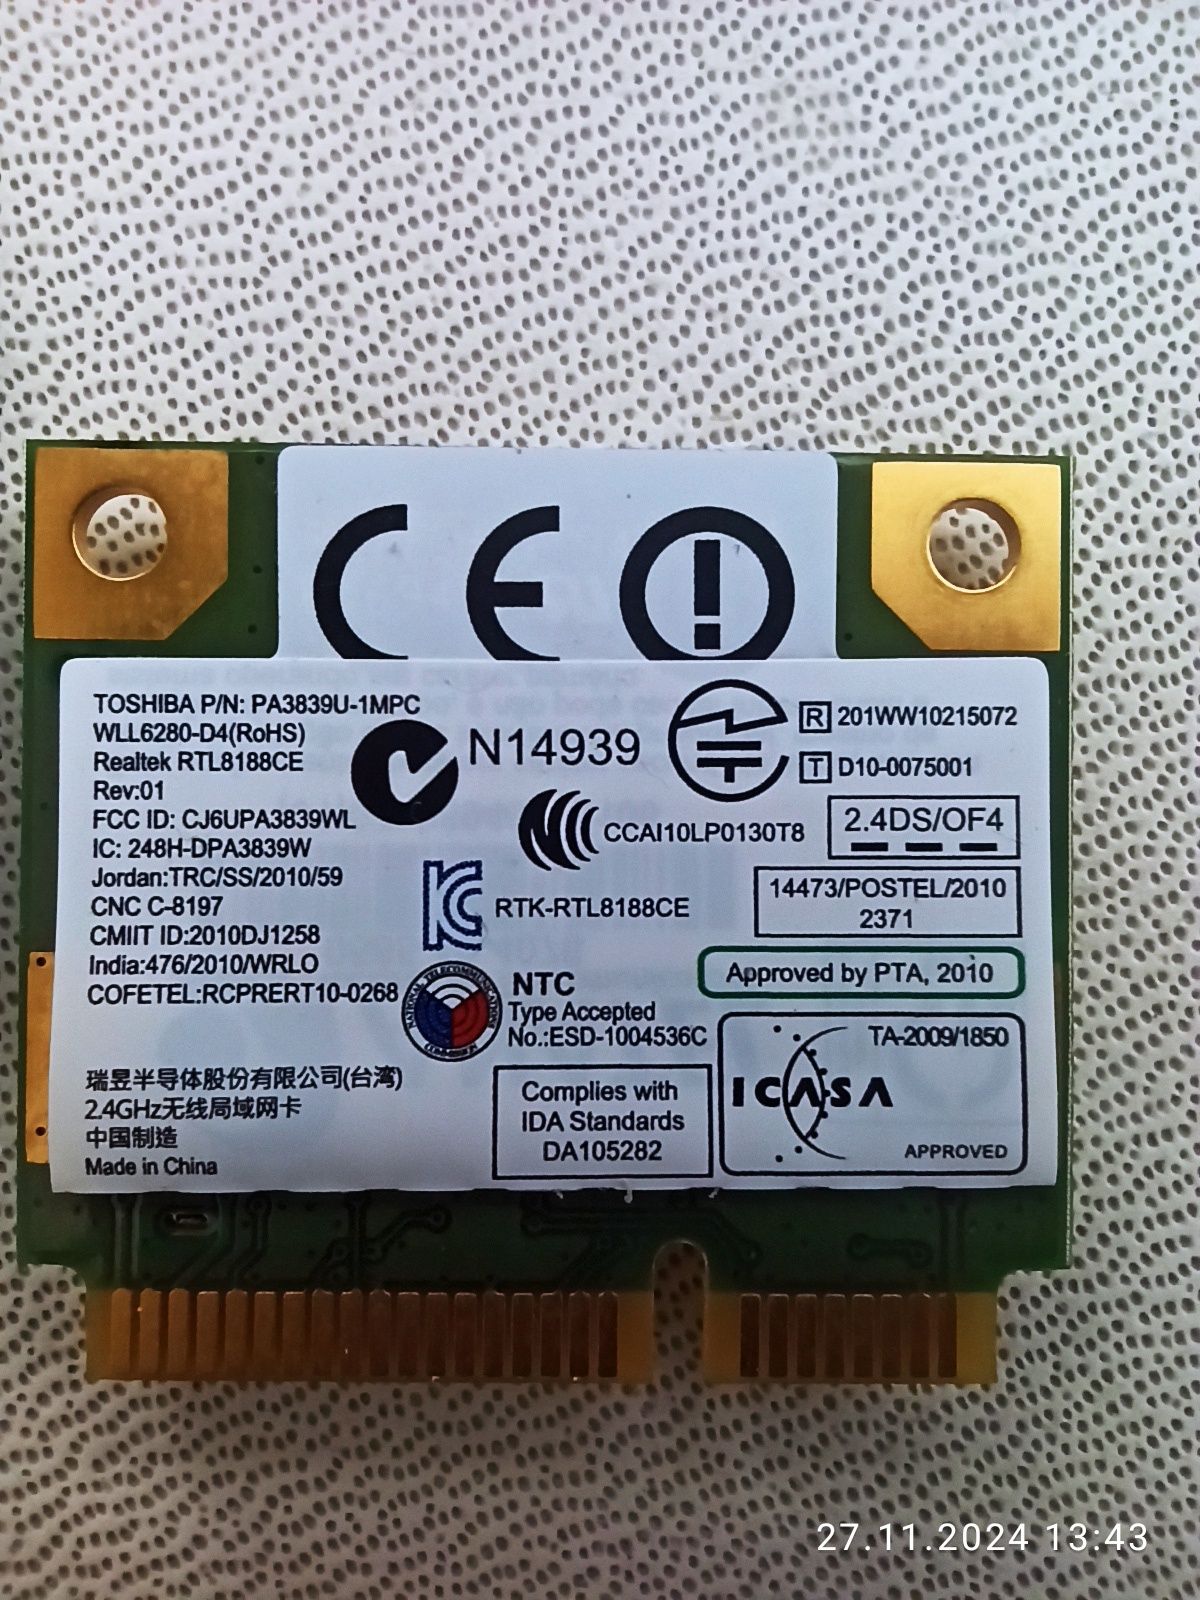 CE
TOSHIBA P/N: PA3839U-1MPC
WLL6280-D4(RoHS)
Realtek RTL8188CE
Rev:01
FCC ID: CJ6UPA3839WL
IC: 248H-DPA3839W
Jordan:TRC/SS/2010/59
CNC C-8197
CMIIT ID:2010DJ1258
India:476/2010/WRLO
COFETEL:RCPRERT10-0268
瑞昱半导体股份有限公司(台湾)
2.4GHz无线局域网卡
中国制造
Made in China
N14939
R 201WW10215072
T D10-0075001
CCAI10LP0130T8
2.4DS/OF4
RTK-RTL8188CE
14473/POSTEL/2010
2371
Approved by PTA, 2010
NATIONAL TELECOMMUNICATIONS
COMMISSION
NTC
Type Accepted
No.:ESD-1004536C
Complies with
IDA Standards
DA105282
TA-2009/1850
ICASA
APPROVED
27.11.2024 13:43